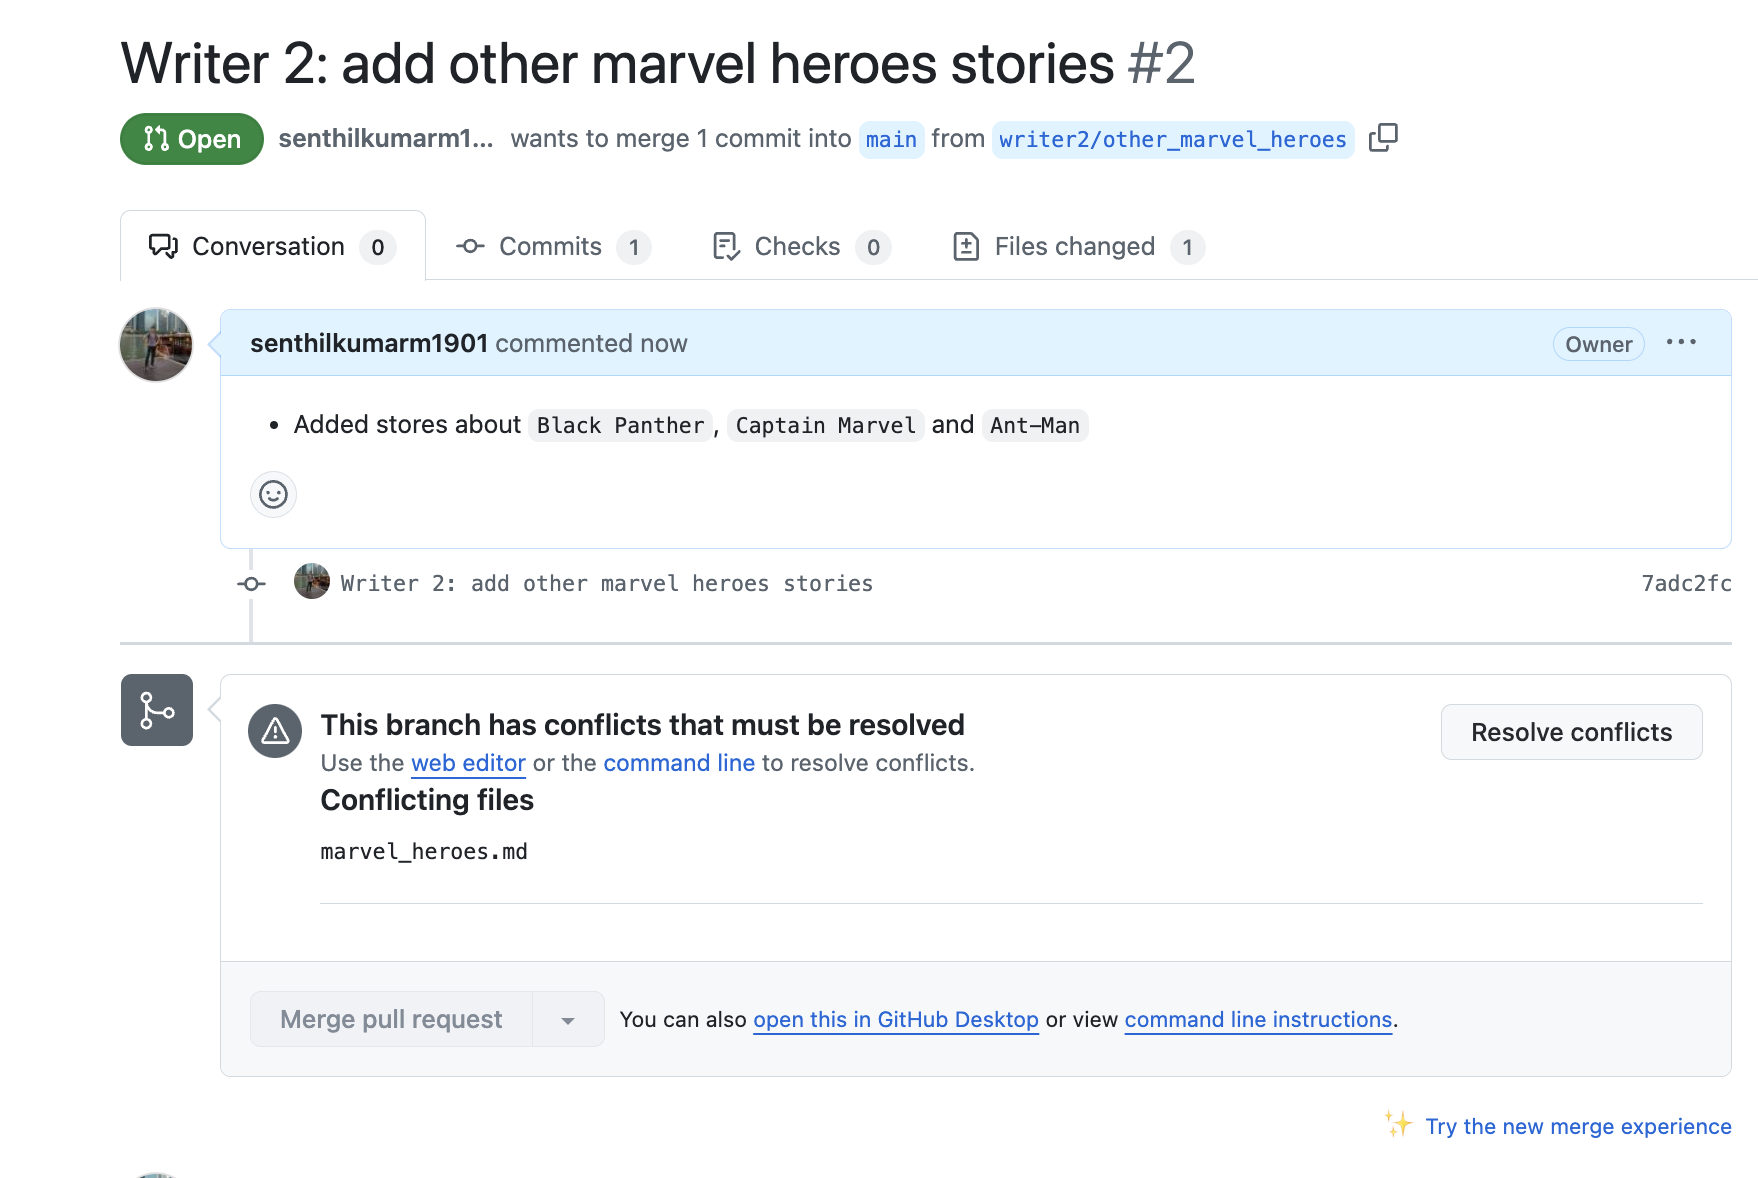 Writer 2: add other marvel heroes stories #2
Open senthilkumarm1... wants to merge 1 commit into main from writer2/other_marvel_heroes
Conversation 0 Commits 1 Checks 0 Files changed 1
senthilkumarm1901 commented now Owner ...
• Added stores about Black Panther, Captain Marvel and Ant-Man
Writer 2: add other marvel heroes stories 7adc2fc
This branch has conflicts that must be resolved
Resolve conflicts
Use the web editor or the command line to resolve conflicts.
Conflicting files
marvel_heroes.md
Merge pull request You can also open this in GitHub Desktop or view command line instructions.
Try the new merge experience